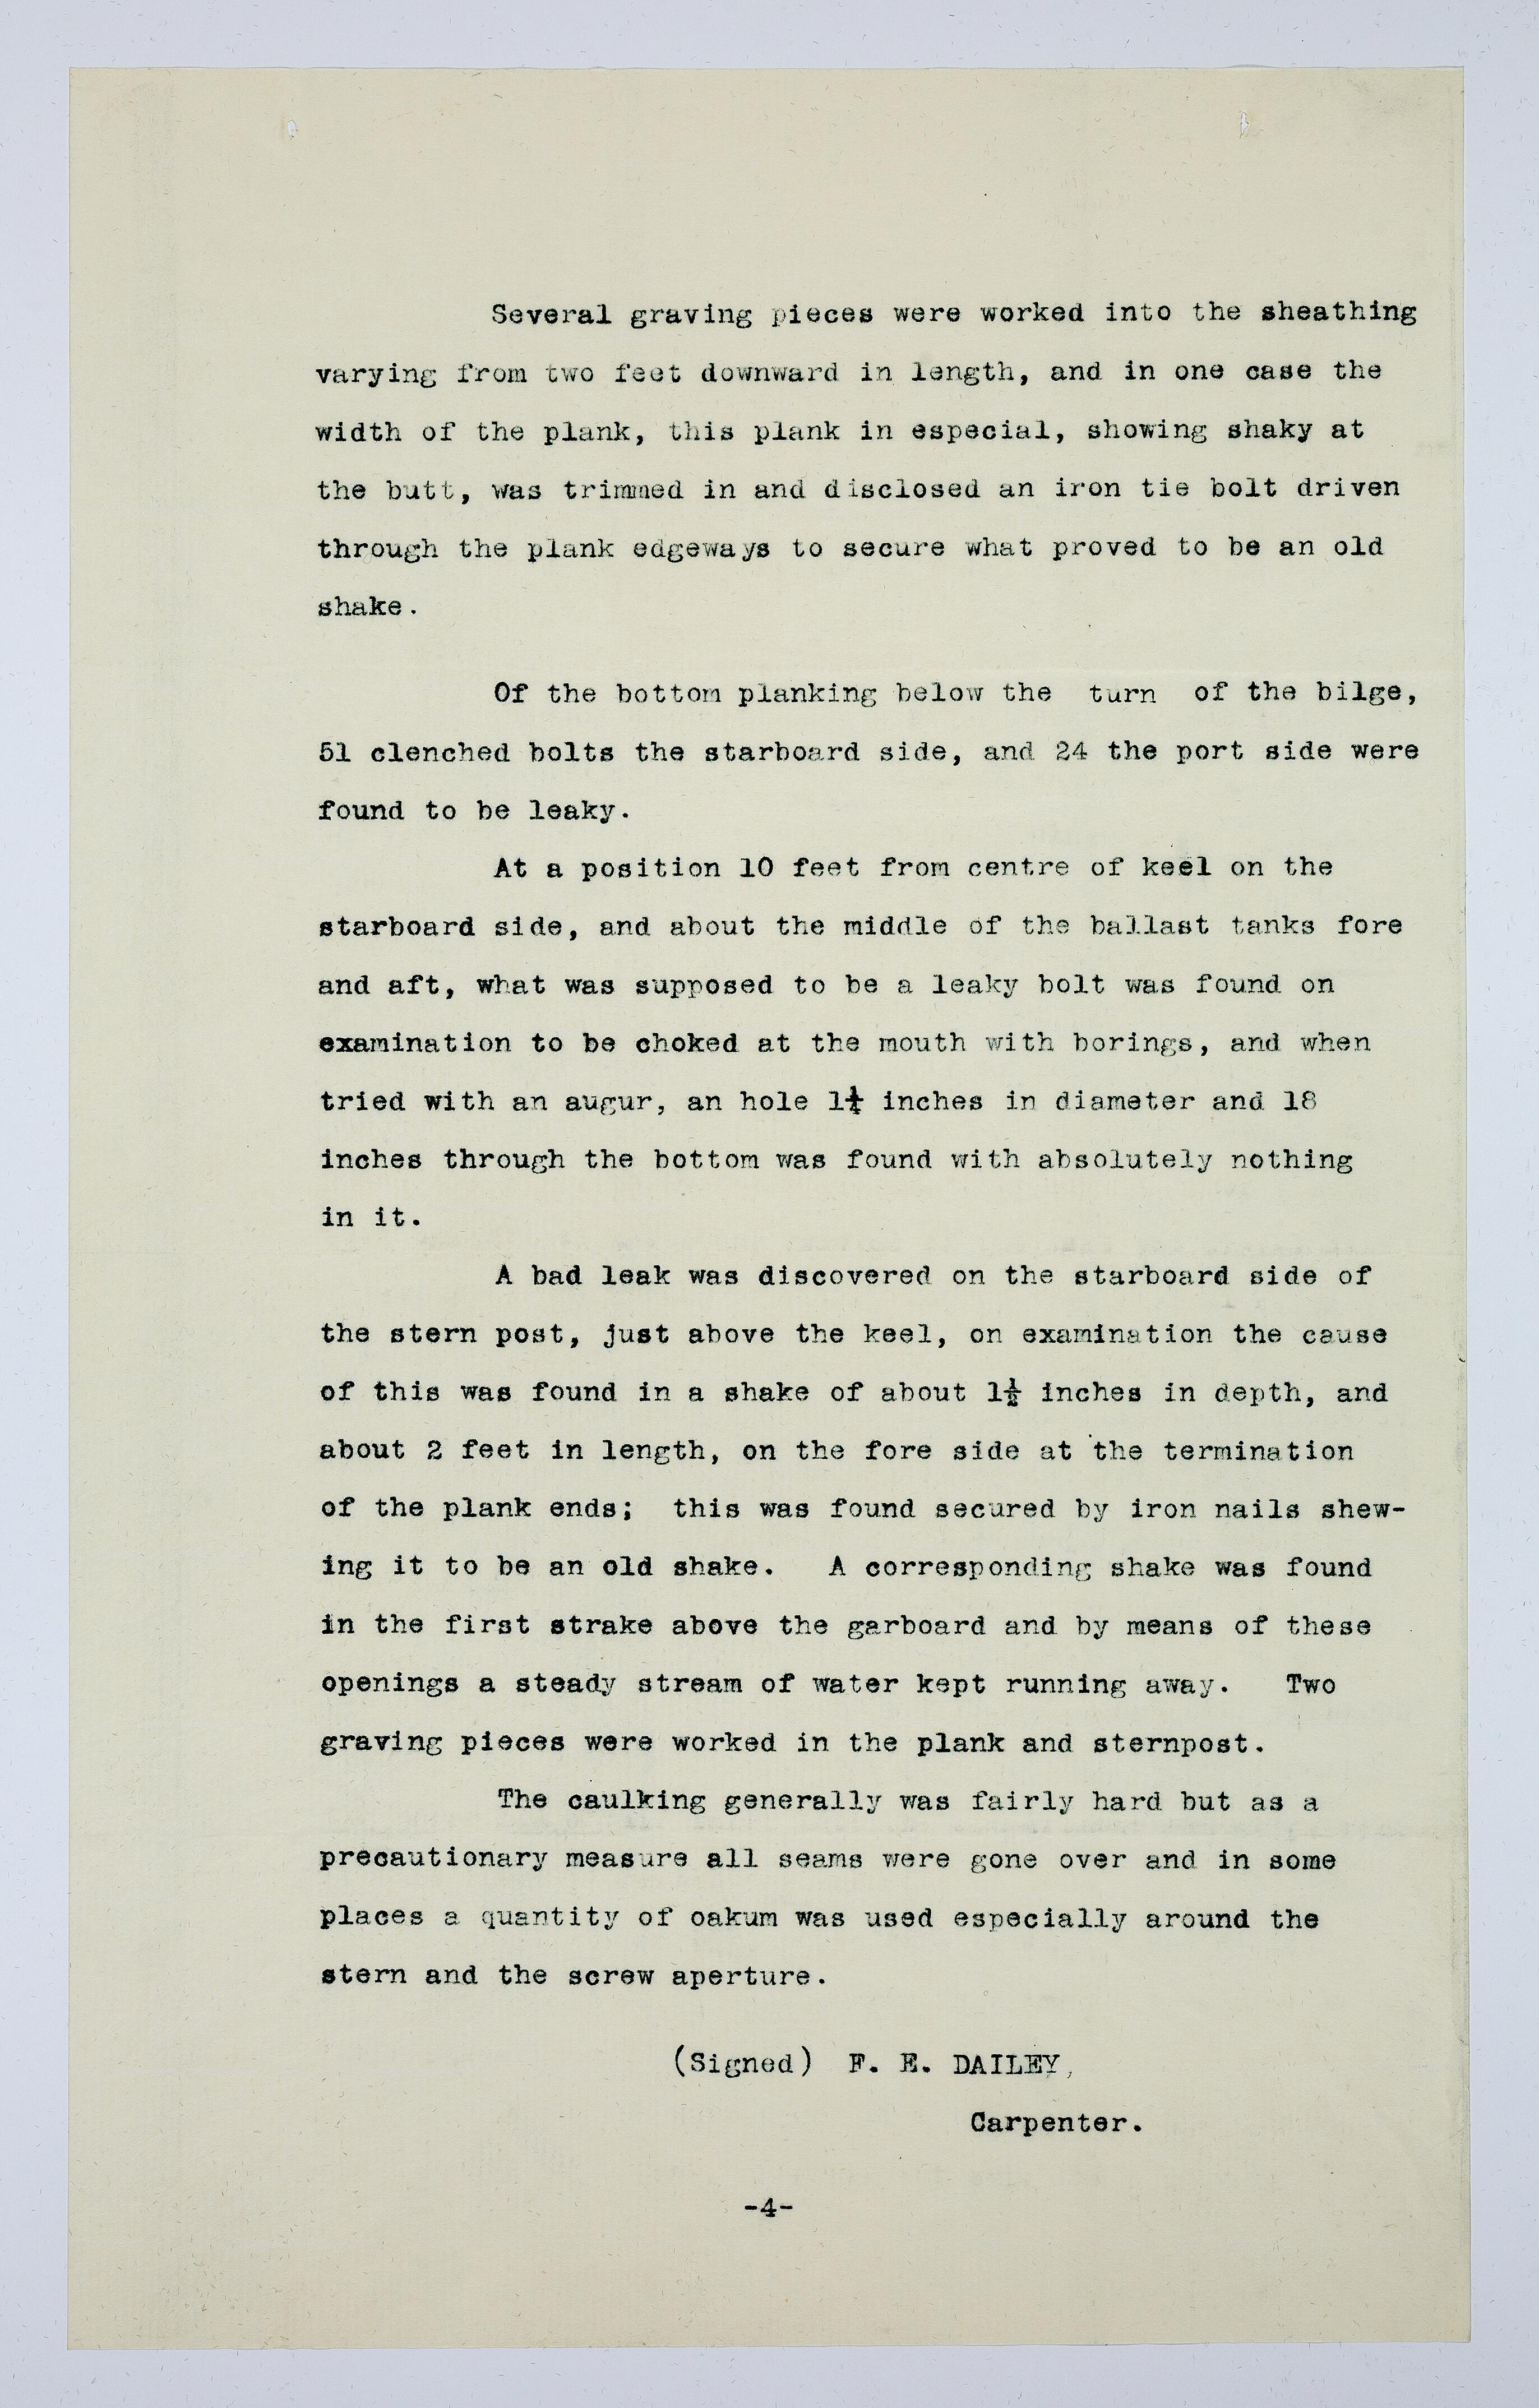 Several graving pieces were worked into the sheathing
varying from two feet downward in length, and in one case the
width of the plank, this plank in especial, showing shaky at
the butt, was trimmed in and disclosed an iron tie bolt driven
through the plank edgeways to secure what proved to be an old
shake.
Of the bottom planking below the turn of the bilge,
51 clenched bolts the starboard side, and 24 the port side were
found to be leaky.
At a position 10 feet from centre of keel on the
starboard side, and about the middle of the ballast tanks fore
and aft, what was supposed to be a leaky bolt was found on
examination to be choked at the mouth with borings, and when
tried with an augur, an hole 1¼ inches in diameter and 18
inches through the bottom was found with absolutely nothing
in it.
A bad leak was discovered on the starboard side of
the stern post, just above the keel, on examination the cause
of this was found in a shake of about 1½ inches in depth, and
about 2 feet in length, on the fore side at the termination
of the plank ends; this was found secured by iron nails shew-
ing it to be an old shake. A corresponding shake was found
in the first strake above the garboard and by means of these
openings a steady stream of water kept running away. Two
graving pieces were worked in the plank and sternpost.
The caulking generally was fairly hard but as a
precautionary measure all seams were gone over and in some
places a quantity of oakum was used especially around the
stern and the screw aperture.
(Signed) F. E. DAILEY,
Carpenter.
-4-